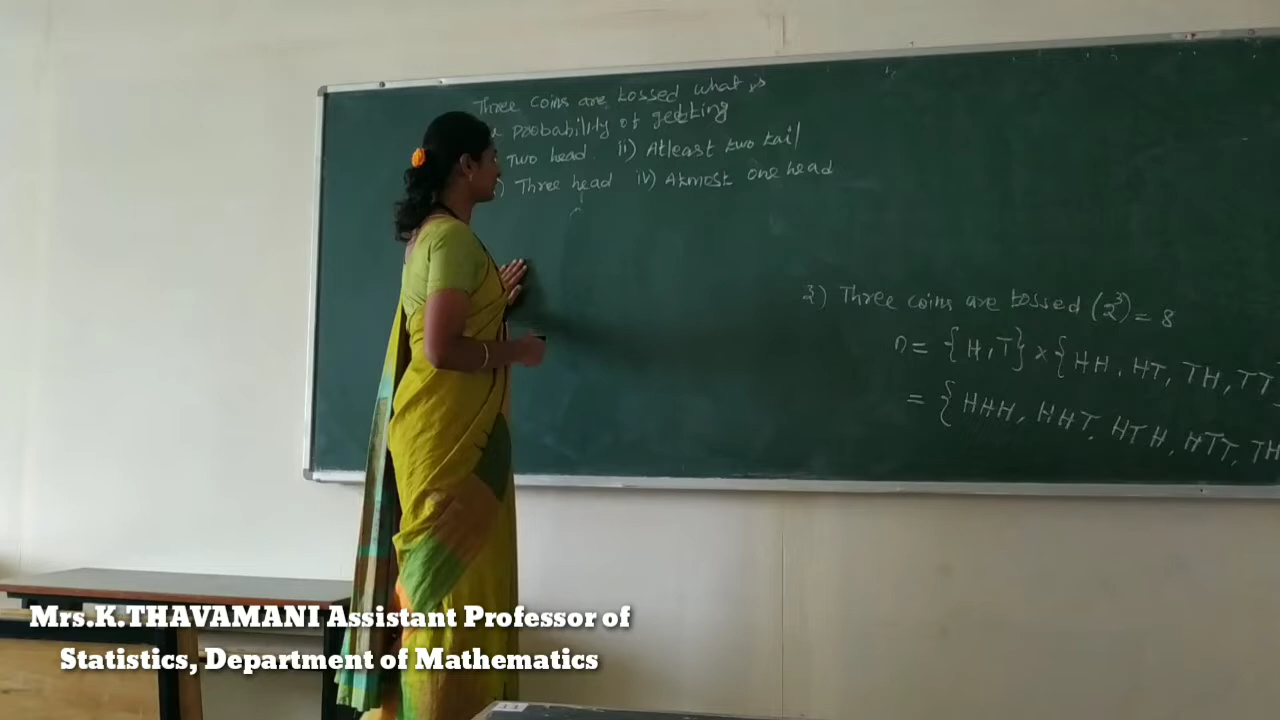 Three coins are tossed what is
probability of getting
Two head. ii) Atleast two tail
Three head iv) Atmost one head
3) Three coins are tossed (2³) = 8
n = {H, T} × {HH, HT, TH, TT
= {HHH, HHT, HTH, HTT, TH
Mrs.K.THAVAMANI Assistant Professor of
Statistics, Department of Mathematics